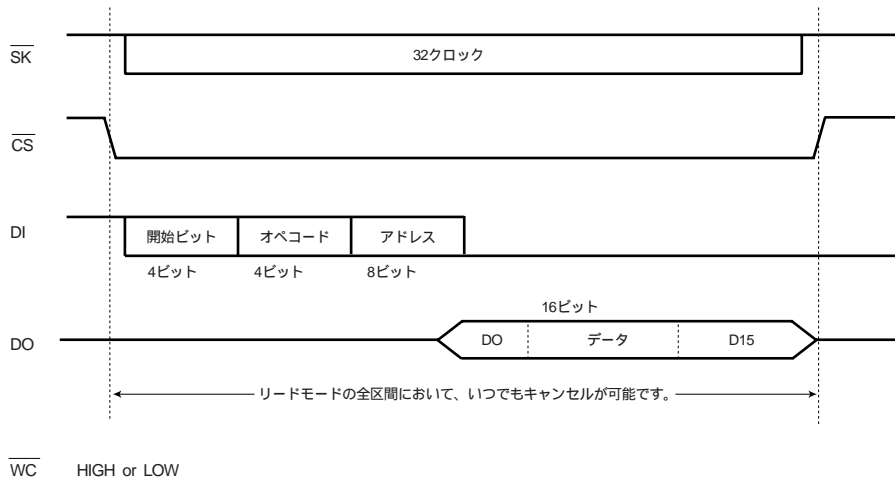 SK
32クロック
CS
DI
開始ビット オペコード アドレス
4ビット 4ビット 8ビット
16ビット
DO
DO データ D15
リードモードの全区間において、いつでもキャンセルが可能です。
WC HIGH or LOW